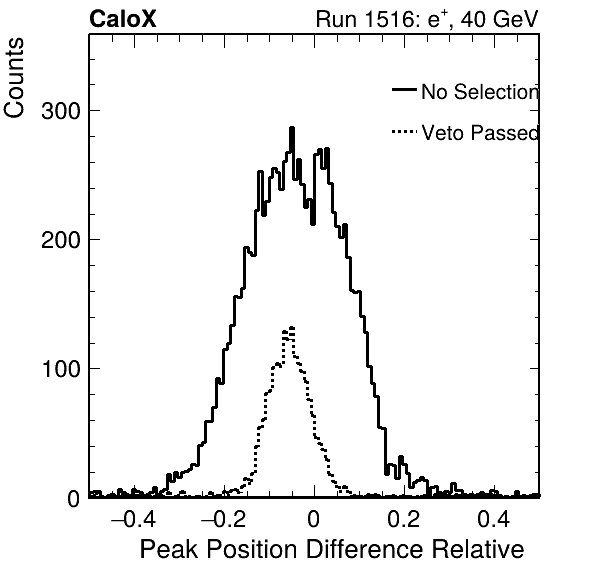 CaloX Run 1516: e⁺, 40 GeV
Counts
No Selection
Veto Passed
300
200
100
0
−0.4 −0.2 0 0.2 0.4
Peak Position Difference Relative